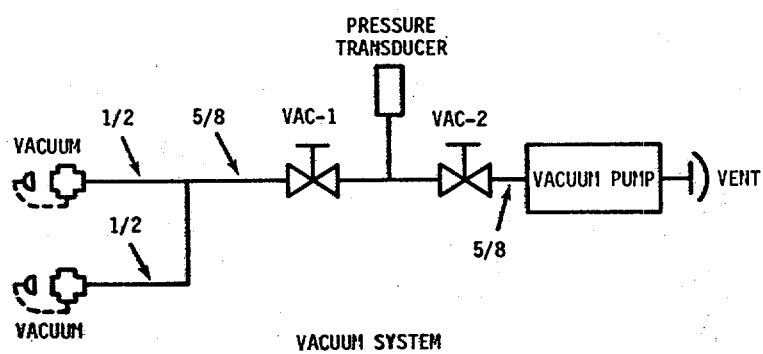 PRESSURE
TRANSDUCER
1/2
5/8
VAC-1
VAC-2
VACUUM
VACUUM PUMP
VENT
1/2
5/8
VACUUM
VACUUM SYSTEM